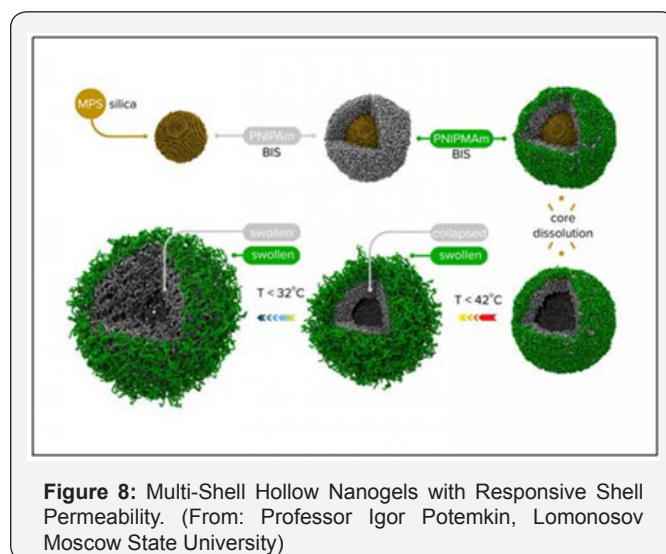 MPS silica
PNIPAm
BIS
PNIPMAm
BIS
core
dissolution
swollen
swollen
T < 32°C
collapsed
swollen
T < 42°C
Figure 8: Multi-Shell Hollow Nanogels with Responsive Shell
Permeability. (From: Professor Igor Potemkin, Lomonosov
Moscow State University)